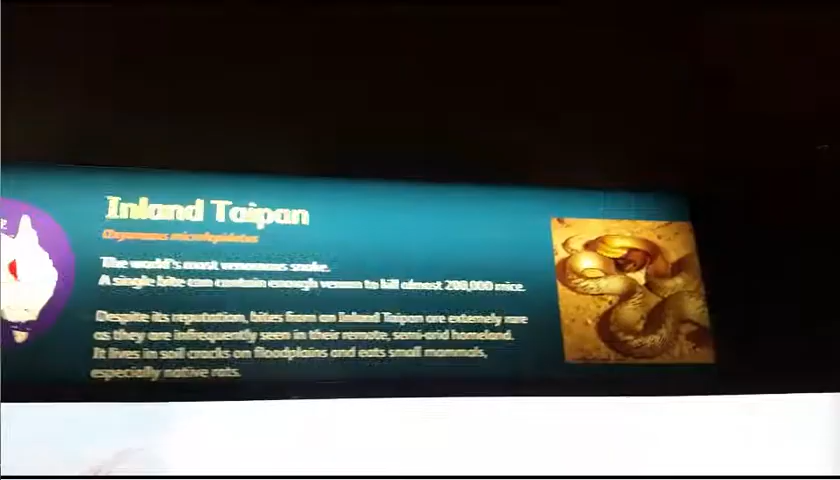 Inland Taipan
Oxyuranus microlepidotus
The world's most venomous snake.
A single bite can contain enough venom to kill almost 200,000 mice.
Despite its reputation, bites from an Inland Taipan are extremely rare
as they are infrequently seen in their remote, semi-arid homeland.
It lives in soil cracks on floodplains and eats small mammals,
especially native rats.